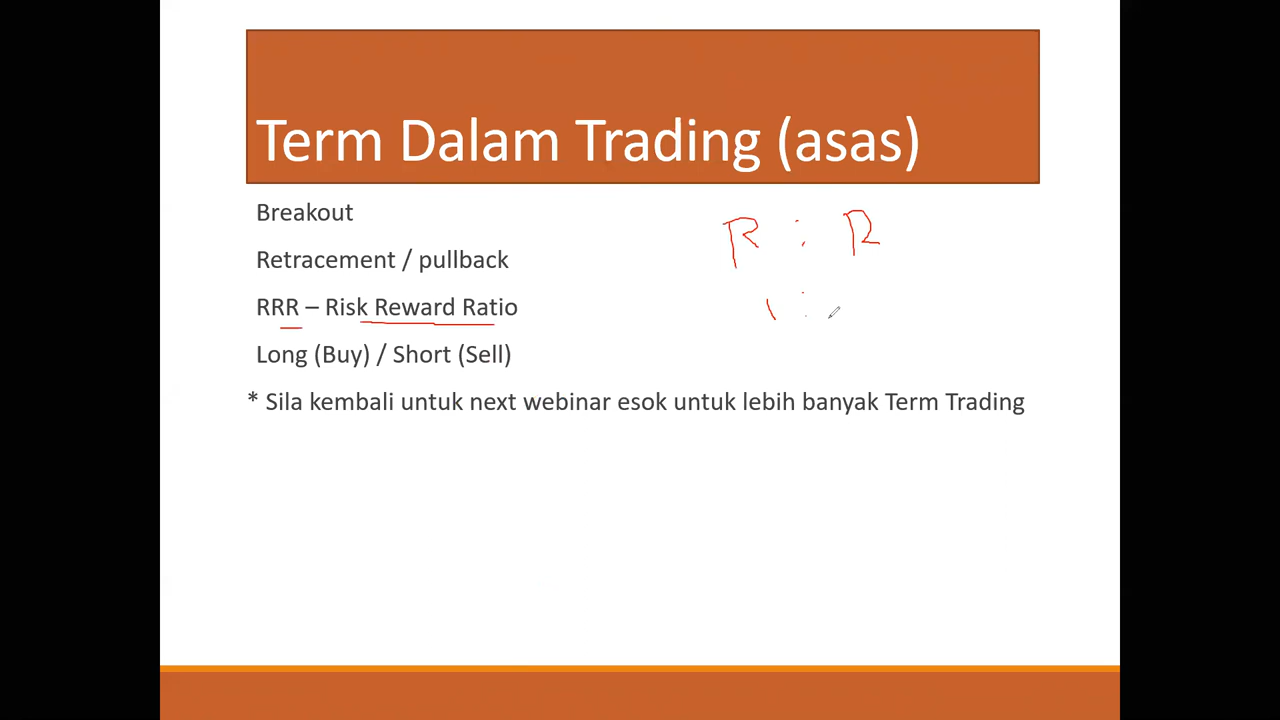 Term Dalam Trading (asas)
Breakout
R : R
Retracement / pullback
RRR – Risk Reward Ratio
1 :
Long (Buy) / Short (Sell)
* Sila kembali untuk next webinar esok untuk lebih banyak Term Trading